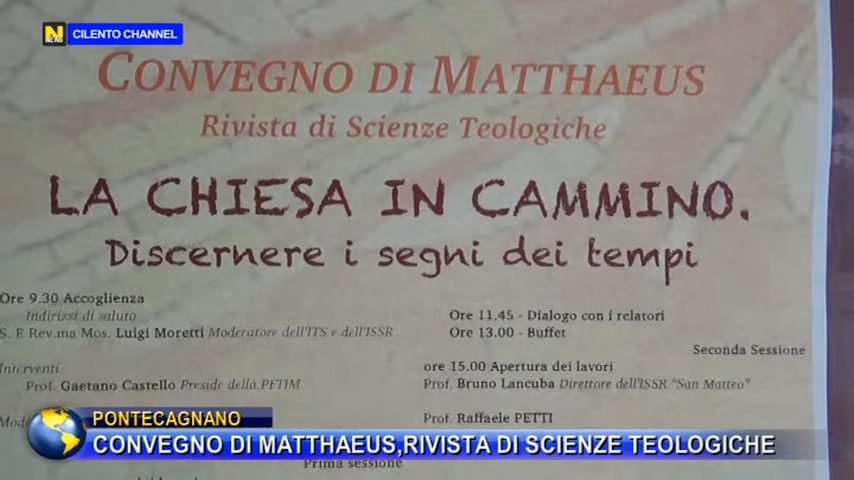 CILENTO CHANNEL
CONVEGNO DI MATTHAEUS
Rivista di Scienze Teologiche
LA CHIESA IN CAMMINO.
Discernere i segni dei tempi
Ore 9.30 Accoglienza
Indirissi di saluto
S. E Rev.ma Mos. Luigi Moretti Moderatore dell'ITS e dell'ISSR
Interventi
Prof. Gaetano Castello Preside della PFTIM
Ore 11,45 - Dialogo con i relatori
Ore 13.00 - Buffet
Seconda Sessione
ore 15.00 Apertura dei lavori
Prof. Bruno Lancuba Direttore dell'ISSR "San Matteo"
Prof. Raffaele PETTI
PONTECAGNANO
CONVEGNO DI MATTHAEUS,RIVISTA DI SCIENZE TEOLOGICHE
Prima sessione